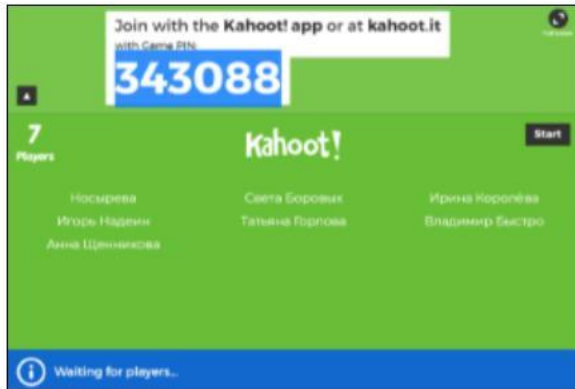 Join with the Kahoot! app or at kahoot.it
with Game PIN:
343088
7
Players
Kahoot!
Start
Носырева
Света Боровых
Ирина Королёва
Игорь Надеин
Татьяна Горлова
Владимир Быстро
Анна Щенникова
Waiting for players...